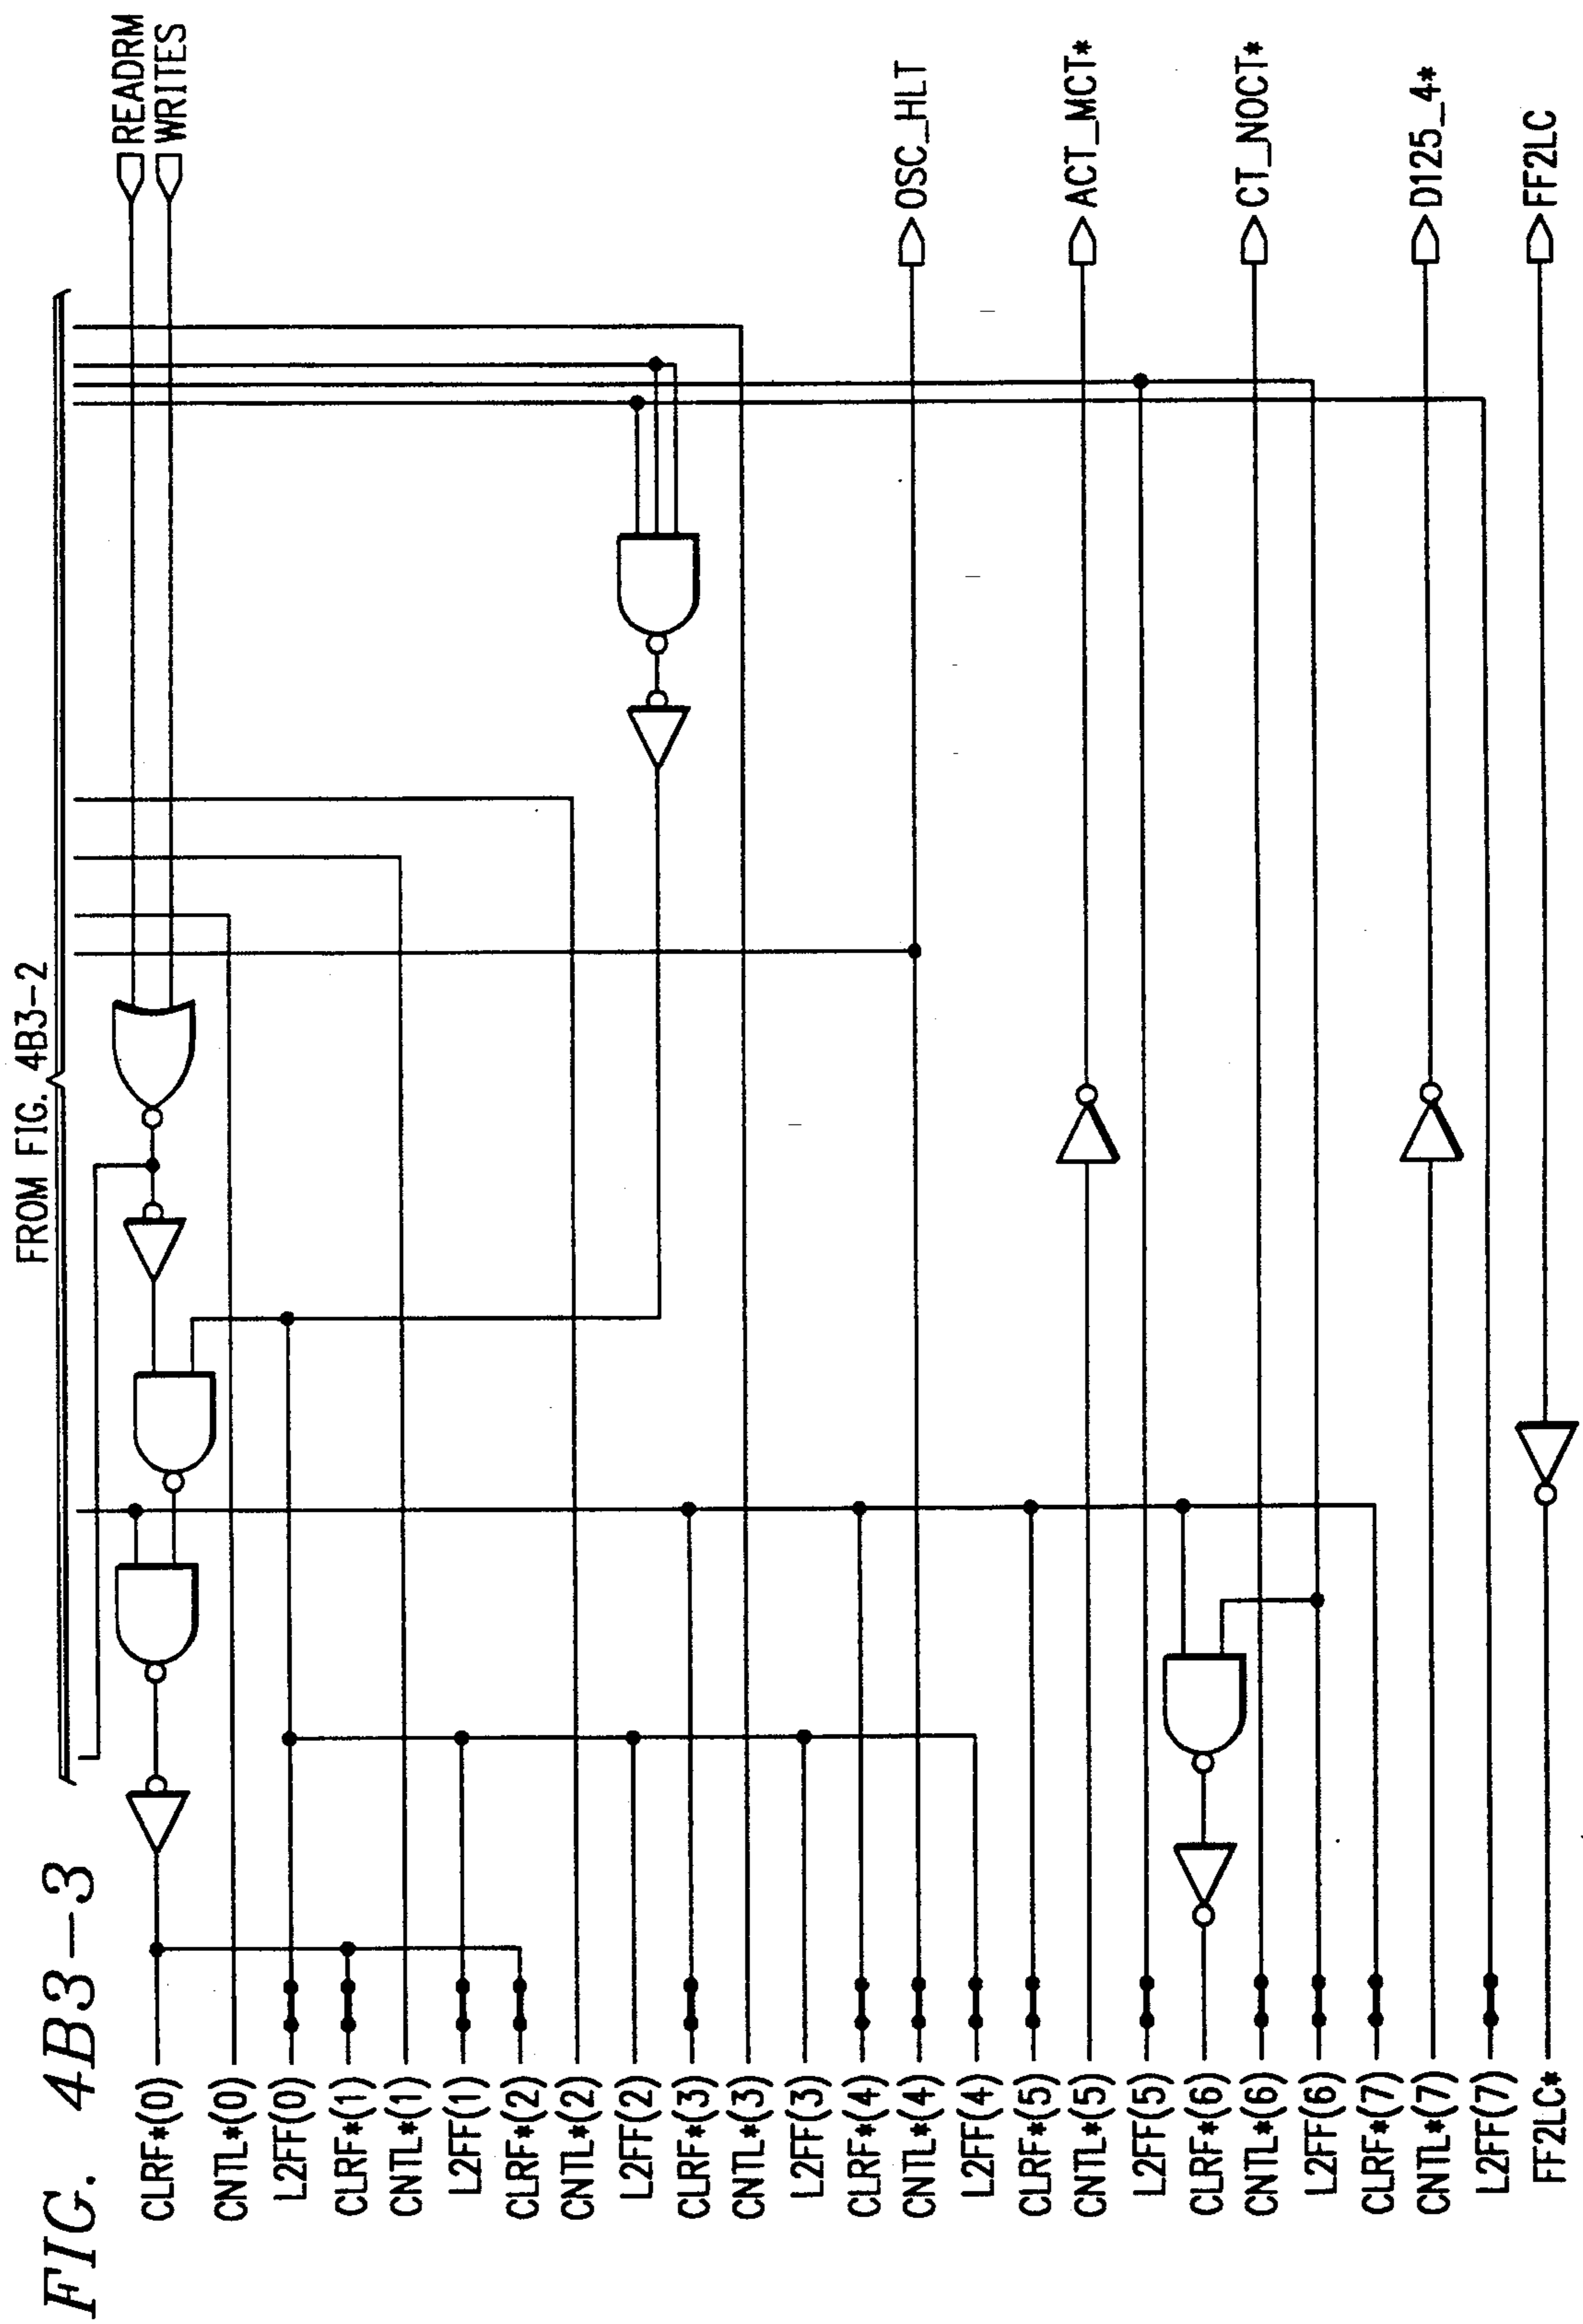 FIG. 4B3-3
FROM FIG. 4B3-2
READRM
WRITES
OSC_HLT
ACT_MCT*
CT_NOCT*
D125_4*
FF2LC
CLRF*(0)
CNTL*(0)
L2FF(0)
CLRF*(1)
CNTL*(1)
L2FF(1)
CLRF*(2)
CNTL*(2)
L2FF(2)
CLRF*(3)
CNTL*(3)
L2FF(3)
CLRF*(4)
CNTL*(4)
L2FF(4)
CLRF*(5)
CNTL*(5)
L2FF(5)
CLRF*(6)
CNTL*(6)
L2FF(6)
CLRF*(7)
CNTL*(7)
L2FF(7)
FF2LC*